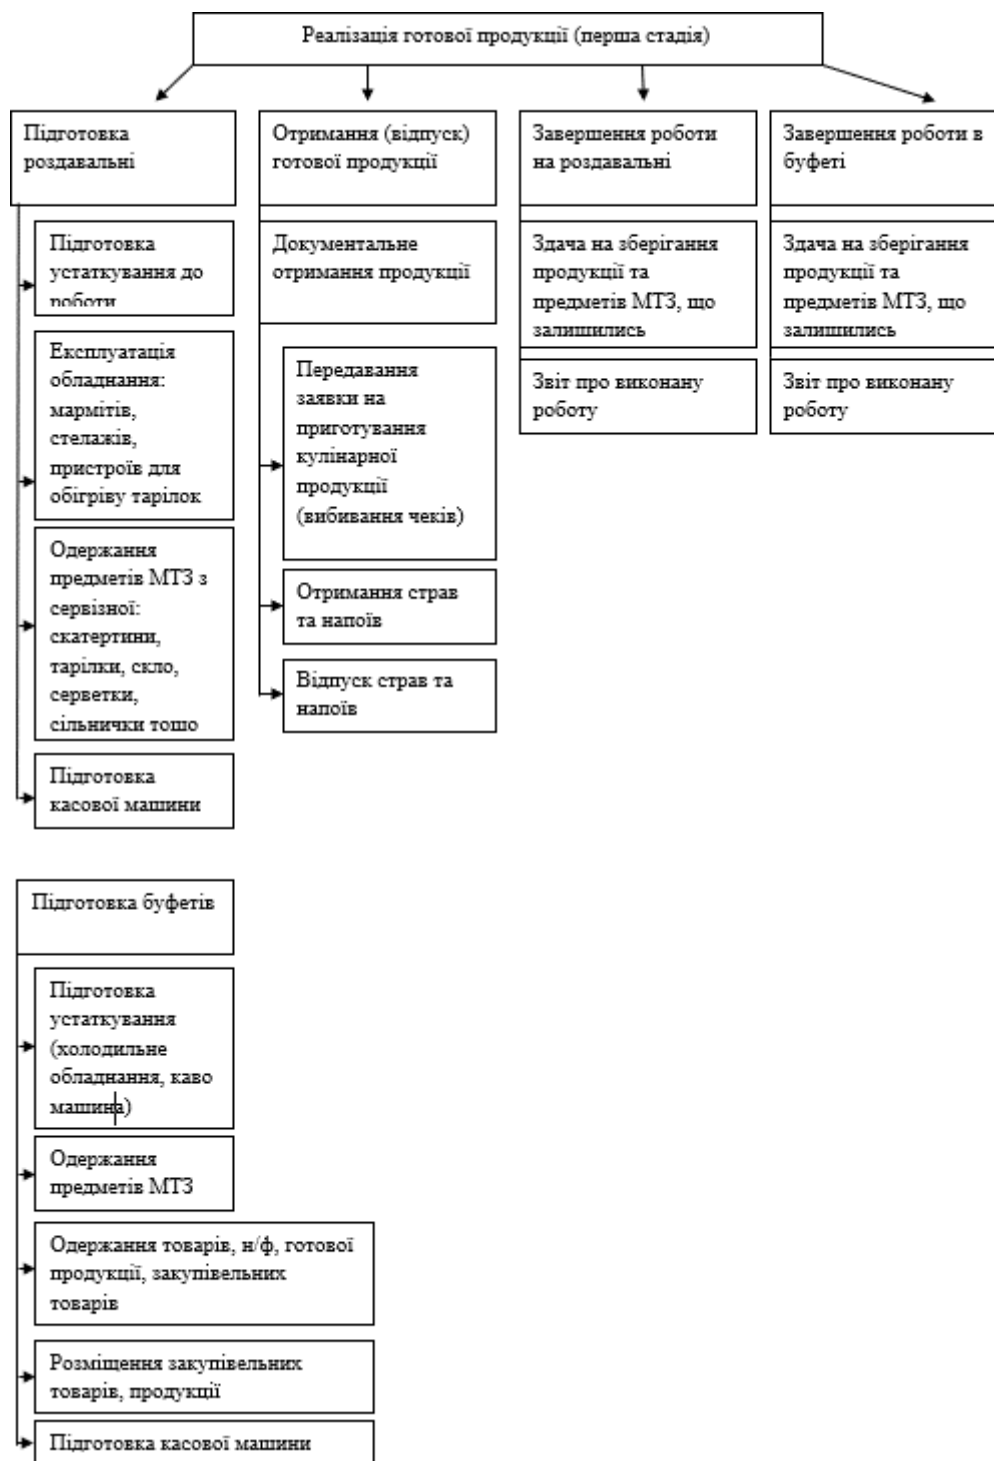 Реалізація готової продукції (перша стадія)
Підготовка
роздавальні
Підготовка
устаткування до
роботи
Експлуатація
обладнання:
мармітів,
стелажів,
пристроїв для
обігріву тарілок
Одержання
предметів МТЗ з
сервізної:
скатертини,
тарілки, скло,
серветки,
сільнички тошо
Підготовка
касової машини
Отримання (відпуск)
готової продукції
Документальне
отримання продукції
Передавання
заявки на
приготування
кулінарної
продукції
(вибивання чеків)
Отримання страв
та напоїв
Відпуск страв та
напоїв
Завершення роботи
на роздавальні
Здача на зберігання
продукції та
предметів МТЗ, що
залишились
Звіт про виконану
роботу
Завершення роботи в
буфеті
Здача на зберігання
продукції та
предметів МТЗ, що
залишились
Звіт про виконану
роботу
Підготовка буфетів
Підготовка
устаткування
(холодильне
обладнання, каво
машина)
Одержання
предметів МТЗ
Одержання товарів, н/ф, готової
продукції, закупівельних
товарів
Розміщення закупівельних
товарів, продукції
Підготовка касової машини